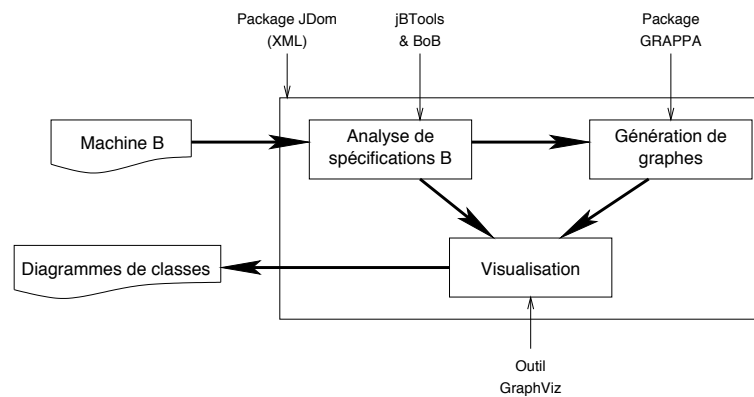 Package JDom
(XML)
jBTools
& BoB
Package
GRAPPA
Machine B
Analyse de
spécifications B
Génération de
graphes
Diagrammes de classes
Visualisation
Outil
GraphViz